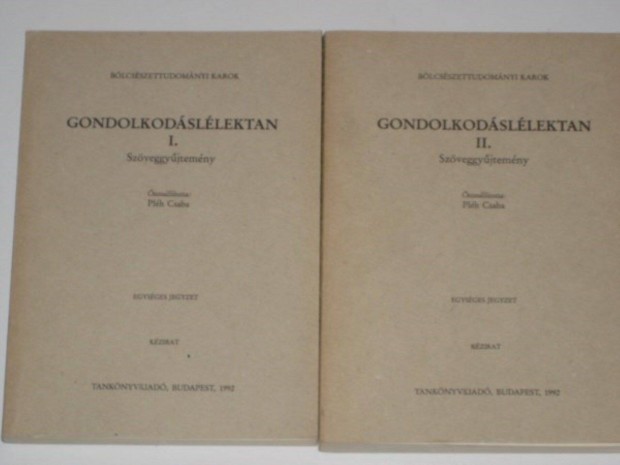 BÖLCSÉSZETTUDOMÁNYI KAROK
GONDOLKODÁSLÉLEKTAN
I.
Szöveggyűjtemény
Összeállította:
Pléh Csaba
EGYSÉGES JEGYZET
KÉZIRAT
TANKÖNYVKIADÓ, BUDAPEST, 1992
BÖLCSÉSZETTUDOMÁNYI KAROK
GONDOLKODÁSLÉLEKTAN
II.
Szöveggyűjtemény
Összeállította:
Pléh Csaba
EGYSÉGES JEGYZET
KÉZIRAT
TANKÖNYVKIADÓ, BUDAPEST, 1992